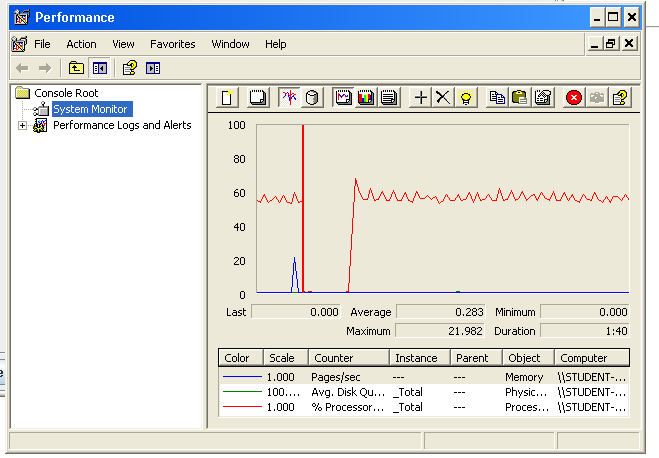 Performance
File Action View Favorites Window Help
Console Root
System Monitor
Performance Logs and Alerts
100
80
60
40
20
0
Last 0.000 Average 0.283 Minimum 0.000
Maximum 21.982 Duration 1:40
Color Scale Counter Instance Parent Object Computer
1.000 Pages/sec --- --- Memory \\STUDENT-...
100.... Avg. Disk Qu... _Total --- Physic... \\STUDENT-...
1.000 % Processor... _Total --- Proces... \\STUDENT-...